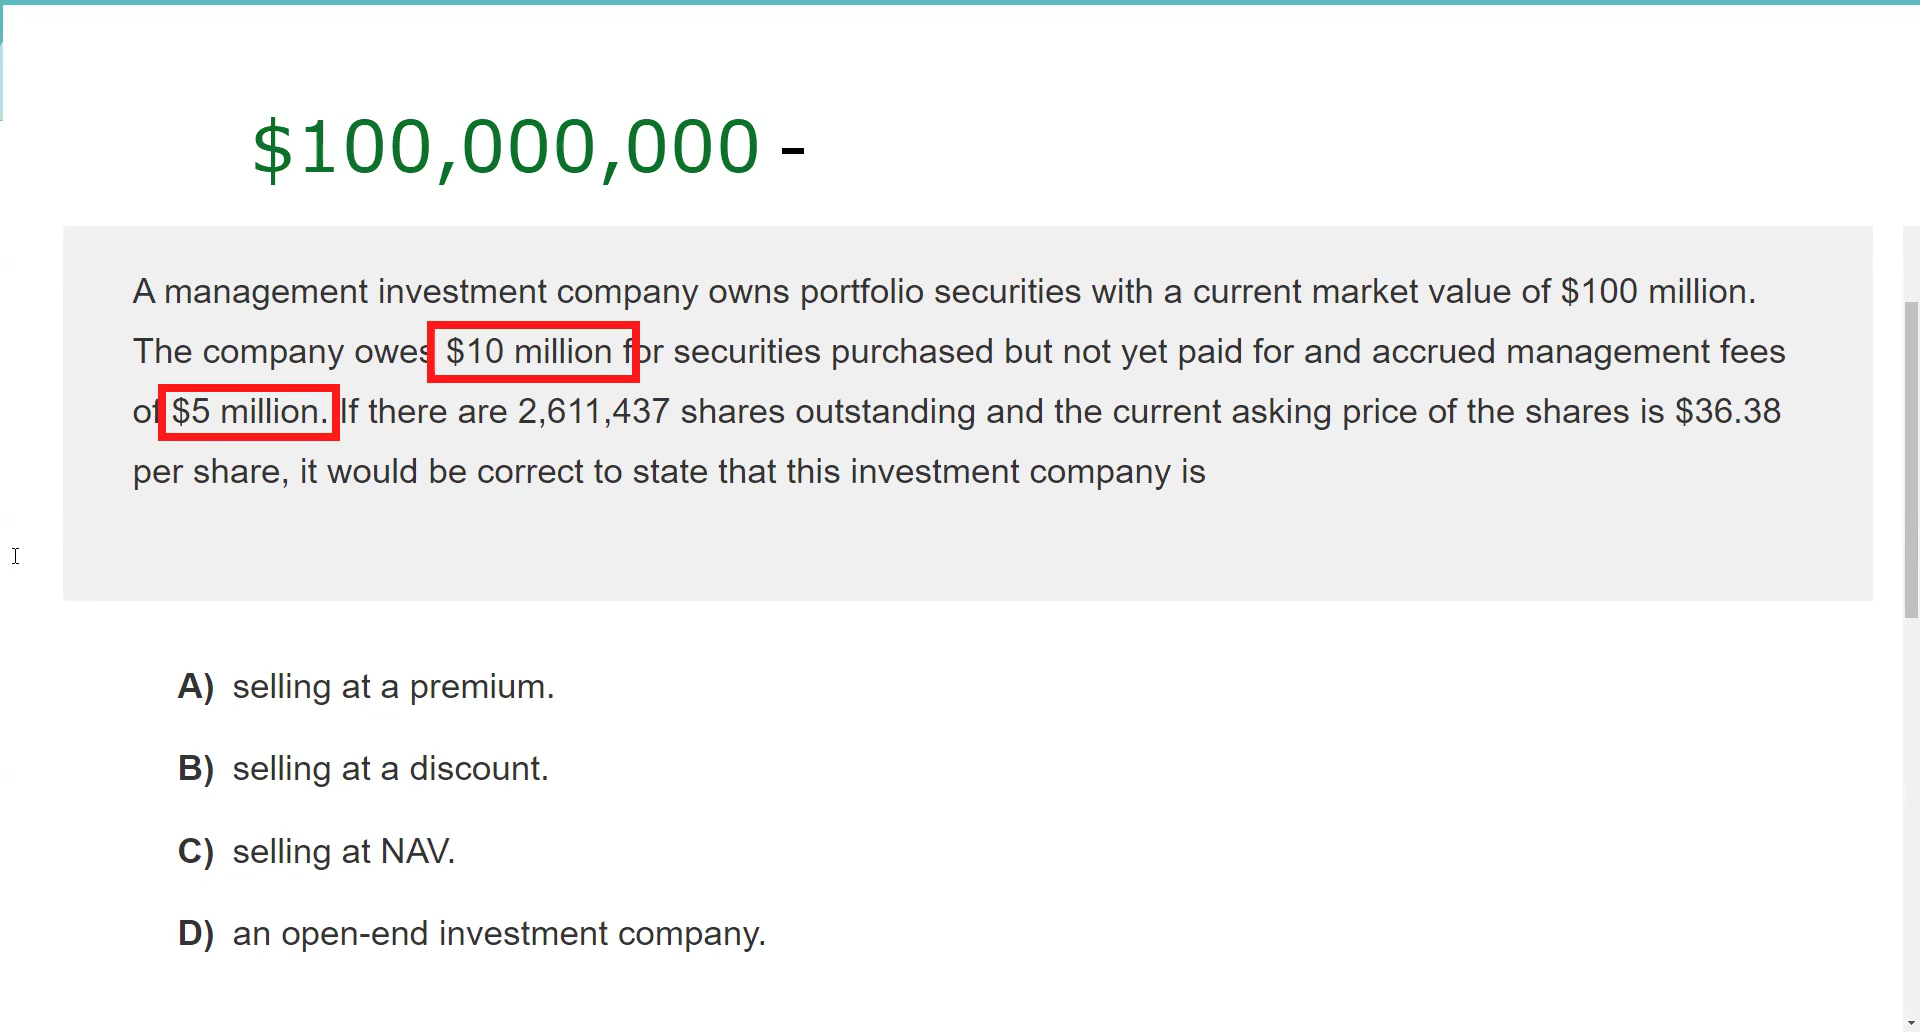 $100,000,000 -
A management investment company owns portfolio securities with a current market value of $100 million.
The company owes $10 million for securities purchased but not yet paid for and accrued management fees
of $5 million. If there are 2,611,437 shares outstanding and the current asking price of the shares is $36.38
per share, it would be correct to state that this investment company is
A) selling at a premium.
B) selling at a discount.
C) selling at NAV.
D) an open-end investment company.